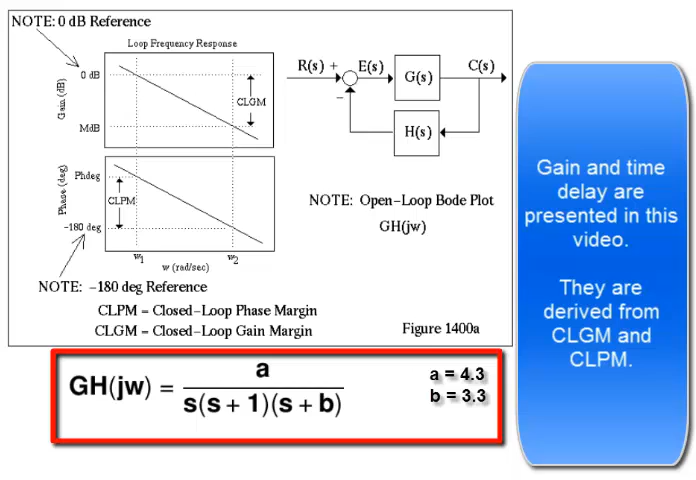 NOTE: 0 dB Reference
Loop Frequency Response
0 dB
Gain (dB)
CLGM
MdB
Phdeg
Phase (deg)
CLPM
-180 deg
w1
w2
w (rad/sec)
NOTE: -180 deg Reference
R(s) +
E(s)
G(s)
C(s)
−
H(s)
NOTE: Open-Loop Bode Plot
GH(jw)
CLPM = Closed-Loop Phase Margin
CLGM = Closed-Loop Gain Margin
Figure 1400a
GH(jw) = a
s(s + 1)(s + b)
a = 4.3
b = 3.3
Gain and time
delay are
presented in this
video.
They are
derived from
CLGM and
CLPM.